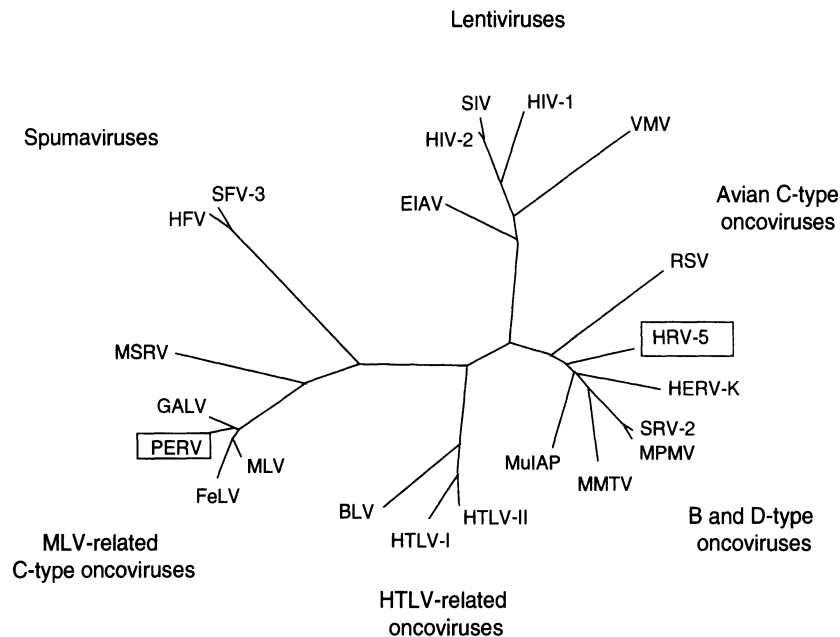 Lentiviruses
SIV
HIV-1
VMV
HIV-2
Spumaviruses
SFV-3
HFV
EIAV
Avian C-type
oncoviruses
RSV
HRV-5
MSRV
HERV-K
GALV
PERV
SRV-2
MPMV
MLV
MuIAP
FeLV
MMTV
BLV
HTLV-II
HTLV-I
B and D-type
oncoviruses
MLV-related
C-type oncoviruses
HTLV-related
oncoviruses